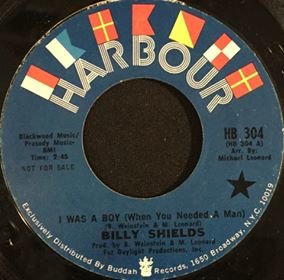 HARBOUR
Blackwood Music/
Prasody Music-
BMI
Time: 2:45
NOT FOR SALE
HB 304
(HB 304 A)
Arr. By:
Michael Leonard
I WAS A BOY (When You Needed A Man)
(B. Weinstein & M. Leonard)
BILLY SHIELDS
Prod. by B. Weinstein & M. Leonard
For Daylight Productions, Inc.
Exclusively Distributed By Buddah Records, 1650 Broadway, N.Y.C. 10019